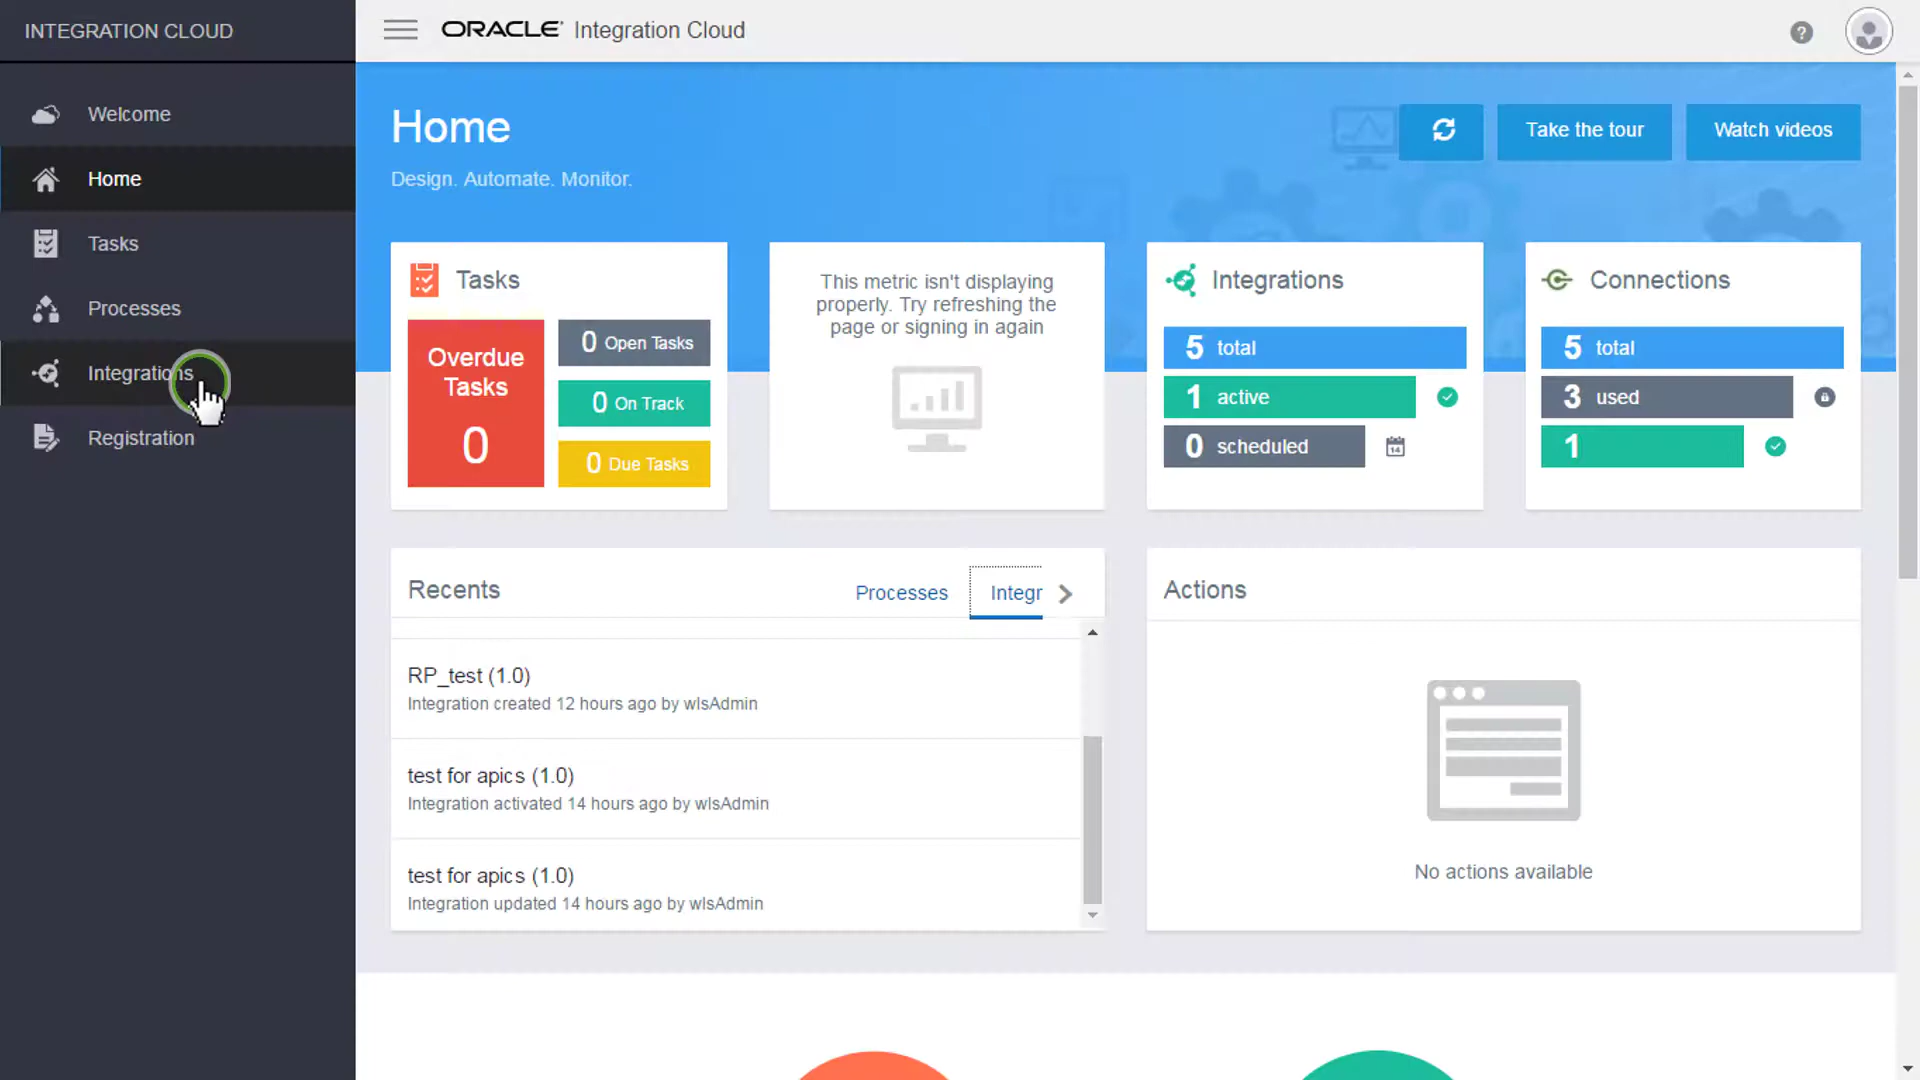 INTEGRATION CLOUD
ORACLE® Integration Cloud
?
Welcome
Home
Tasks
Processes
Integrations
Registration
Home
Design. Automate. Monitor.
Take the tour
Watch videos
Tasks
Overdue
Tasks
0
0 Open Tasks
0 On Track
0 Due Tasks
This metric isn't displaying
properly. Try refreshing the
page or signing in again
Integrations
5 total
1 active
0 scheduled
14
Connections
5 total
3 used
1
Recents
Processes
Integr
RP_test (1.0)
Integration created 12 hours ago by wlsAdmin
test for apics (1.0)
Integration activated 14 hours ago by wlsAdmin
test for apics (1.0)
Integration updated 14 hours ago by wlsAdmin
Actions
No actions available